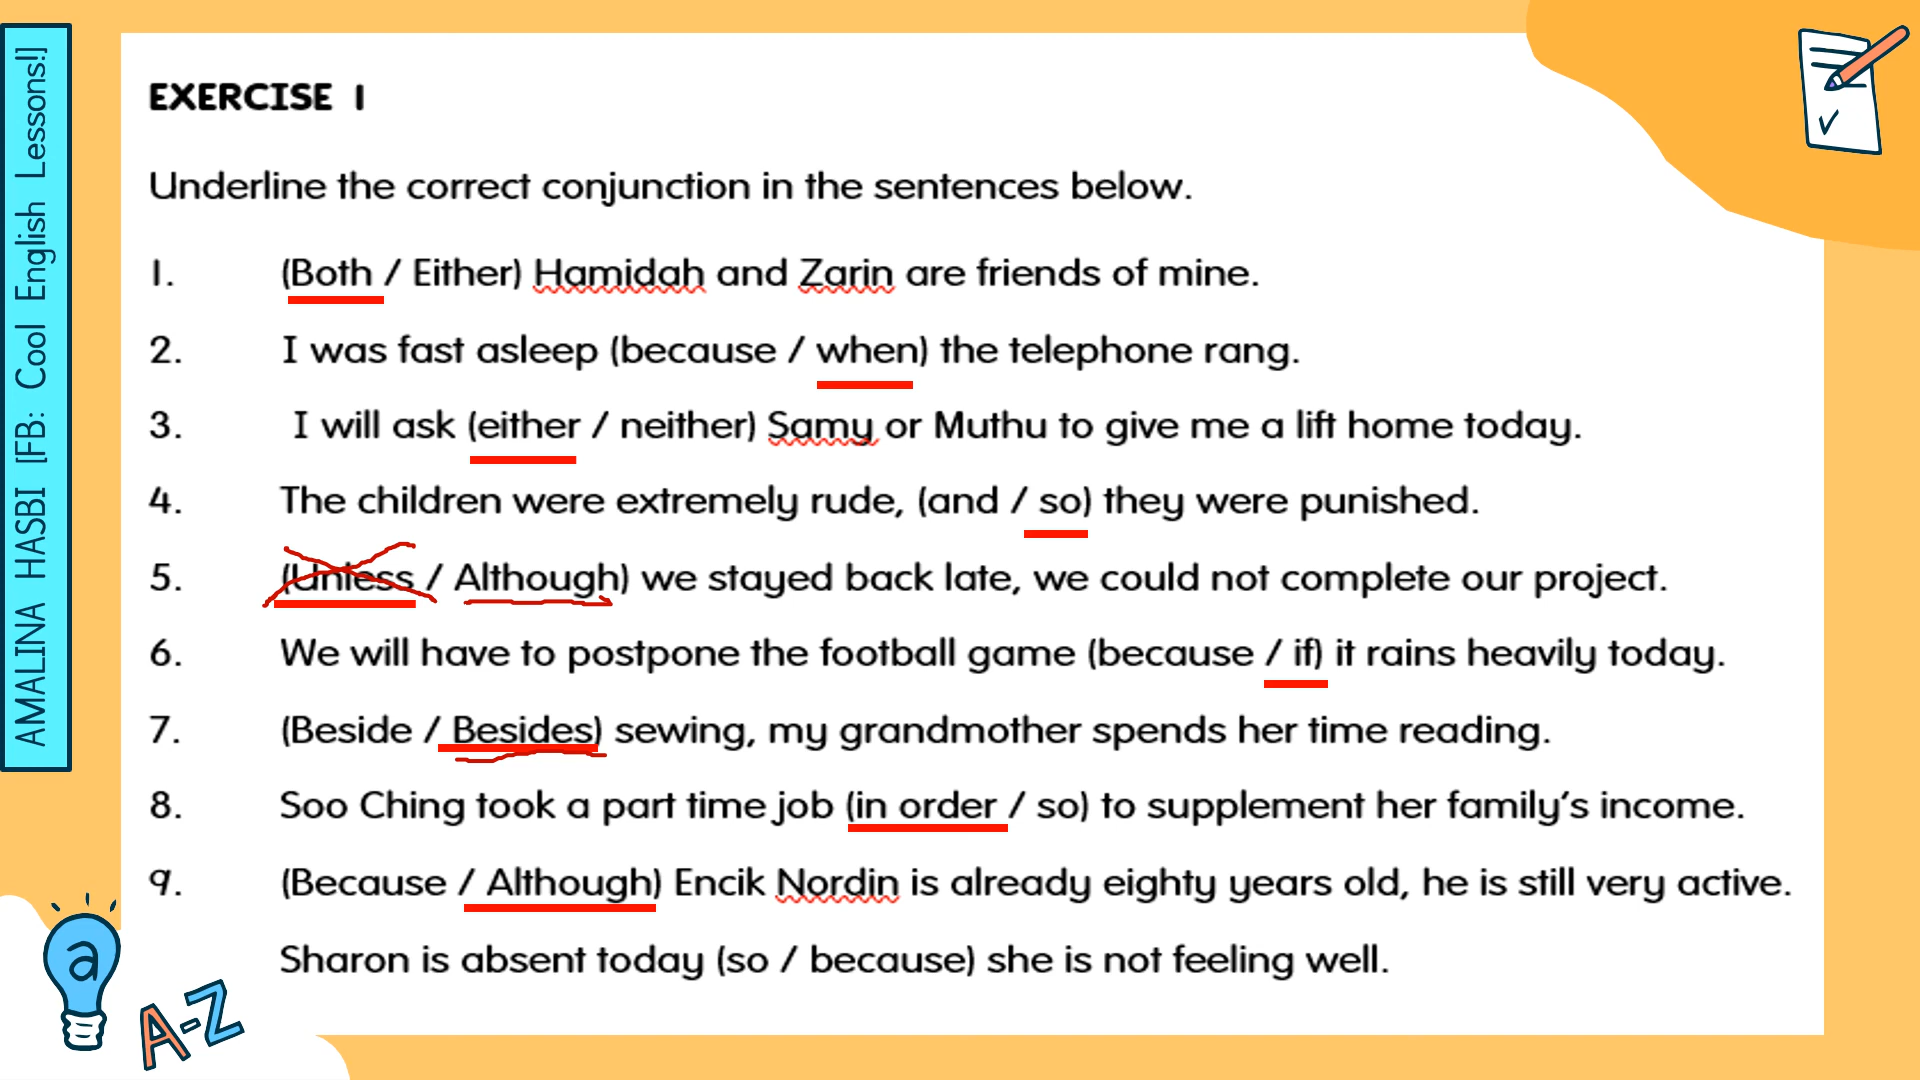 AMALINA HASBI [FB: Cool English Lessons!]
EXERCISE 1
Underline the correct conjunction in the sentences below.
1. (Both / Either) Hamidah and Zarin are friends of mine.
2. I was fast asleep (because / when) the telephone rang.
3. I will ask (either / neither) Samy or Muthu to give me a lift home today.
4. The children were extremely rude, (and / so) they were punished.
5. (Unless / Although) we stayed back late, we could not complete our project.
6. We will have to postpone the football game (because / if) it rains heavily today.
7. (Beside / Besides) sewing, my grandmother spends her time reading.
8. Soo Ching took a part time job (in order / so) to supplement her family's income.
9. (Because / Although) Encik Nordin is already eighty years old, he is still very active.
Sharon is absent today (so / because) she is not feeling well.
a
A-Z